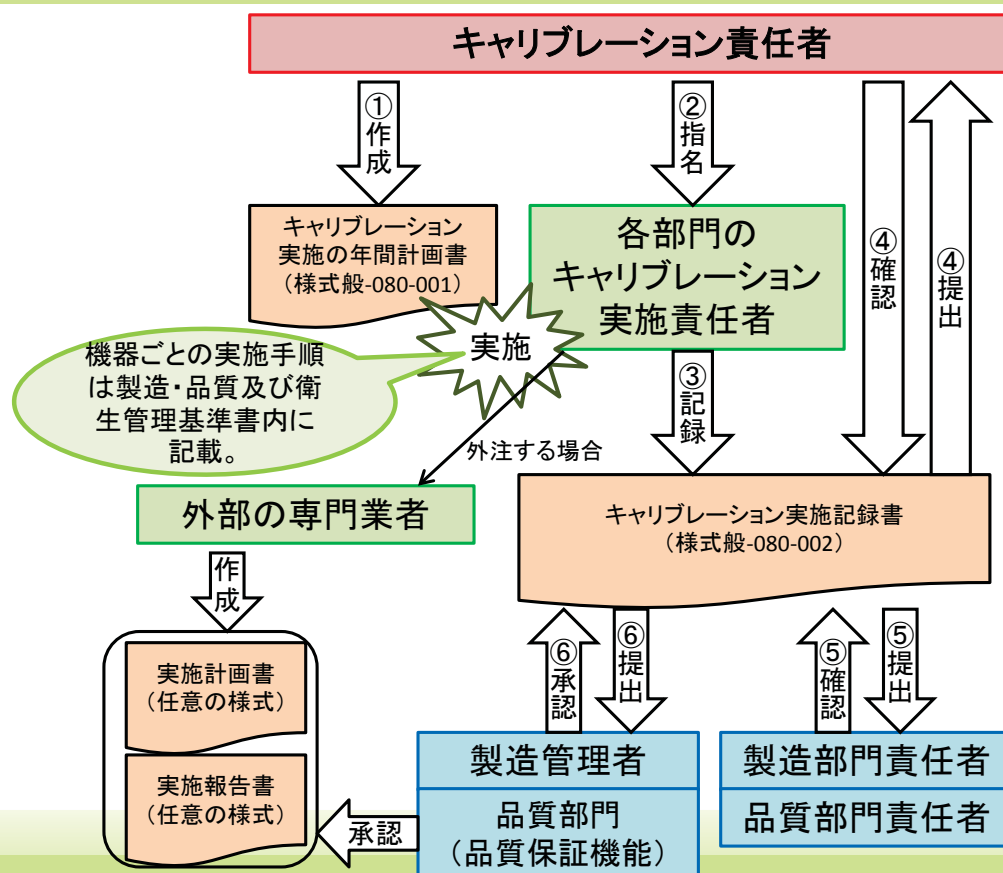 キャリブレーション責任者
①作成
②指名
④確認
④提出
キャリブレーション
実施の年間計画書
（様式般-080-001）
各部門の
キャリブレーション
実施責任者
実施
機器ごとの実施手順
は製造・品質及び衛
生管理基準書内に
記載。
③記録
外注する場合
外部の専門業者
キャリブレーション実施記録書
（様式般-080-002）
作成
実施計画書
（任意の様式）
実施報告書
（任意の様式）
⑥承認
⑥提出
⑤確認
⑤提出
製造管理者
品質部門
（品質保証機能）
承認
製造部門責任者
品質部門責任者